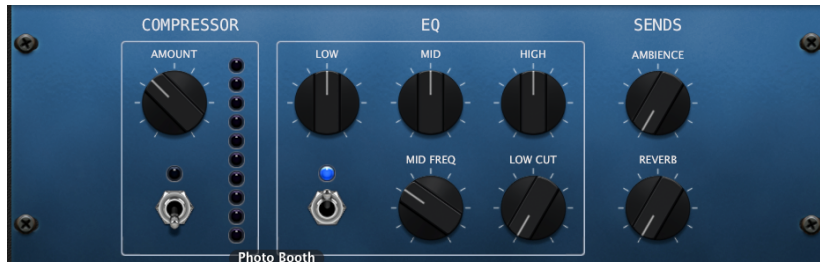 COMPRESSOR
EQ
SENDS
AMOUNT
LOW
MID
HIGH
AMBIENCE
MID FREQ
LOW CUT
REVERB
Photo Booth